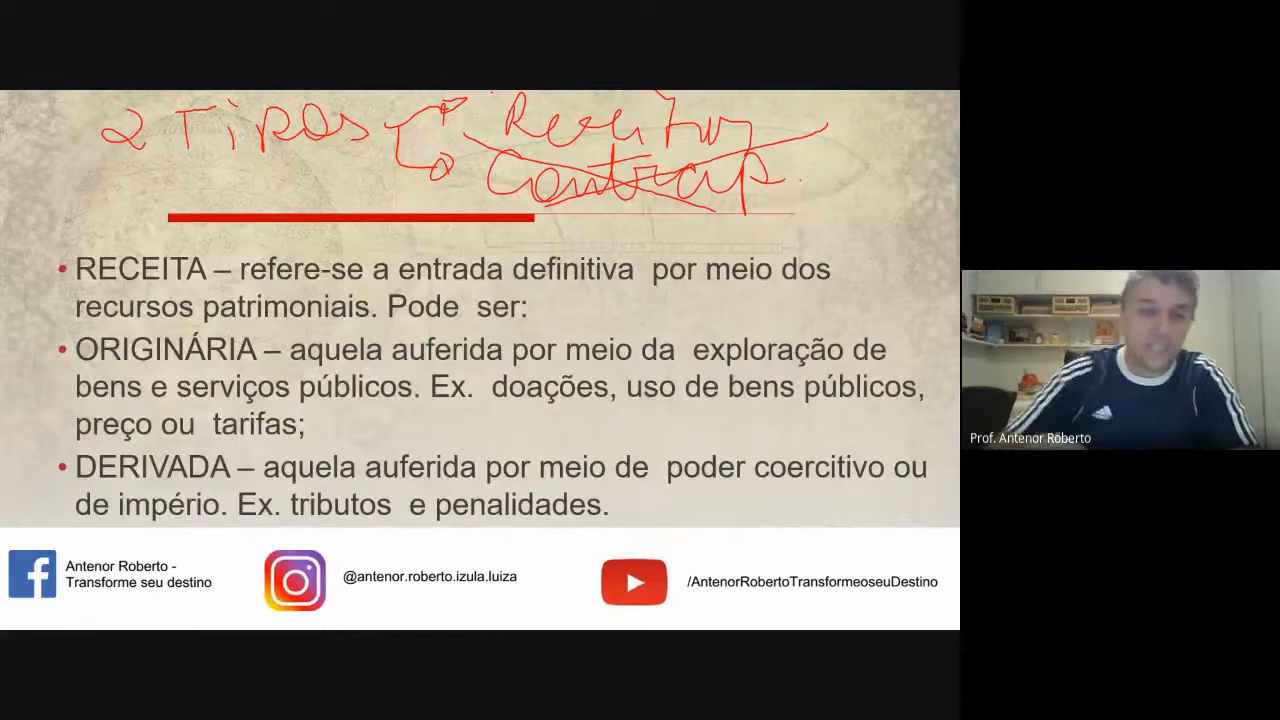 2 TIPOS
• RECEITA – refere-se a entrada definitiva por meio dos
recursos patrimoniais. Pode ser:
• ORIGINÁRIA – aquela auferida por meio da exploração de
bens e serviços públicos. Ex. doações, uso de bens públicos,
preço ou tarifas;
• DERIVADA – aquela auferida por meio de poder coercitivo ou
de império. Ex. tributos e penalidades.
Prof. Antenor Roberto
Antenor Roberto -
Transforme seu destino
@antenor.roberto.izula.luiza
/AntenorRobertoTransformeoseuDestino
adidas